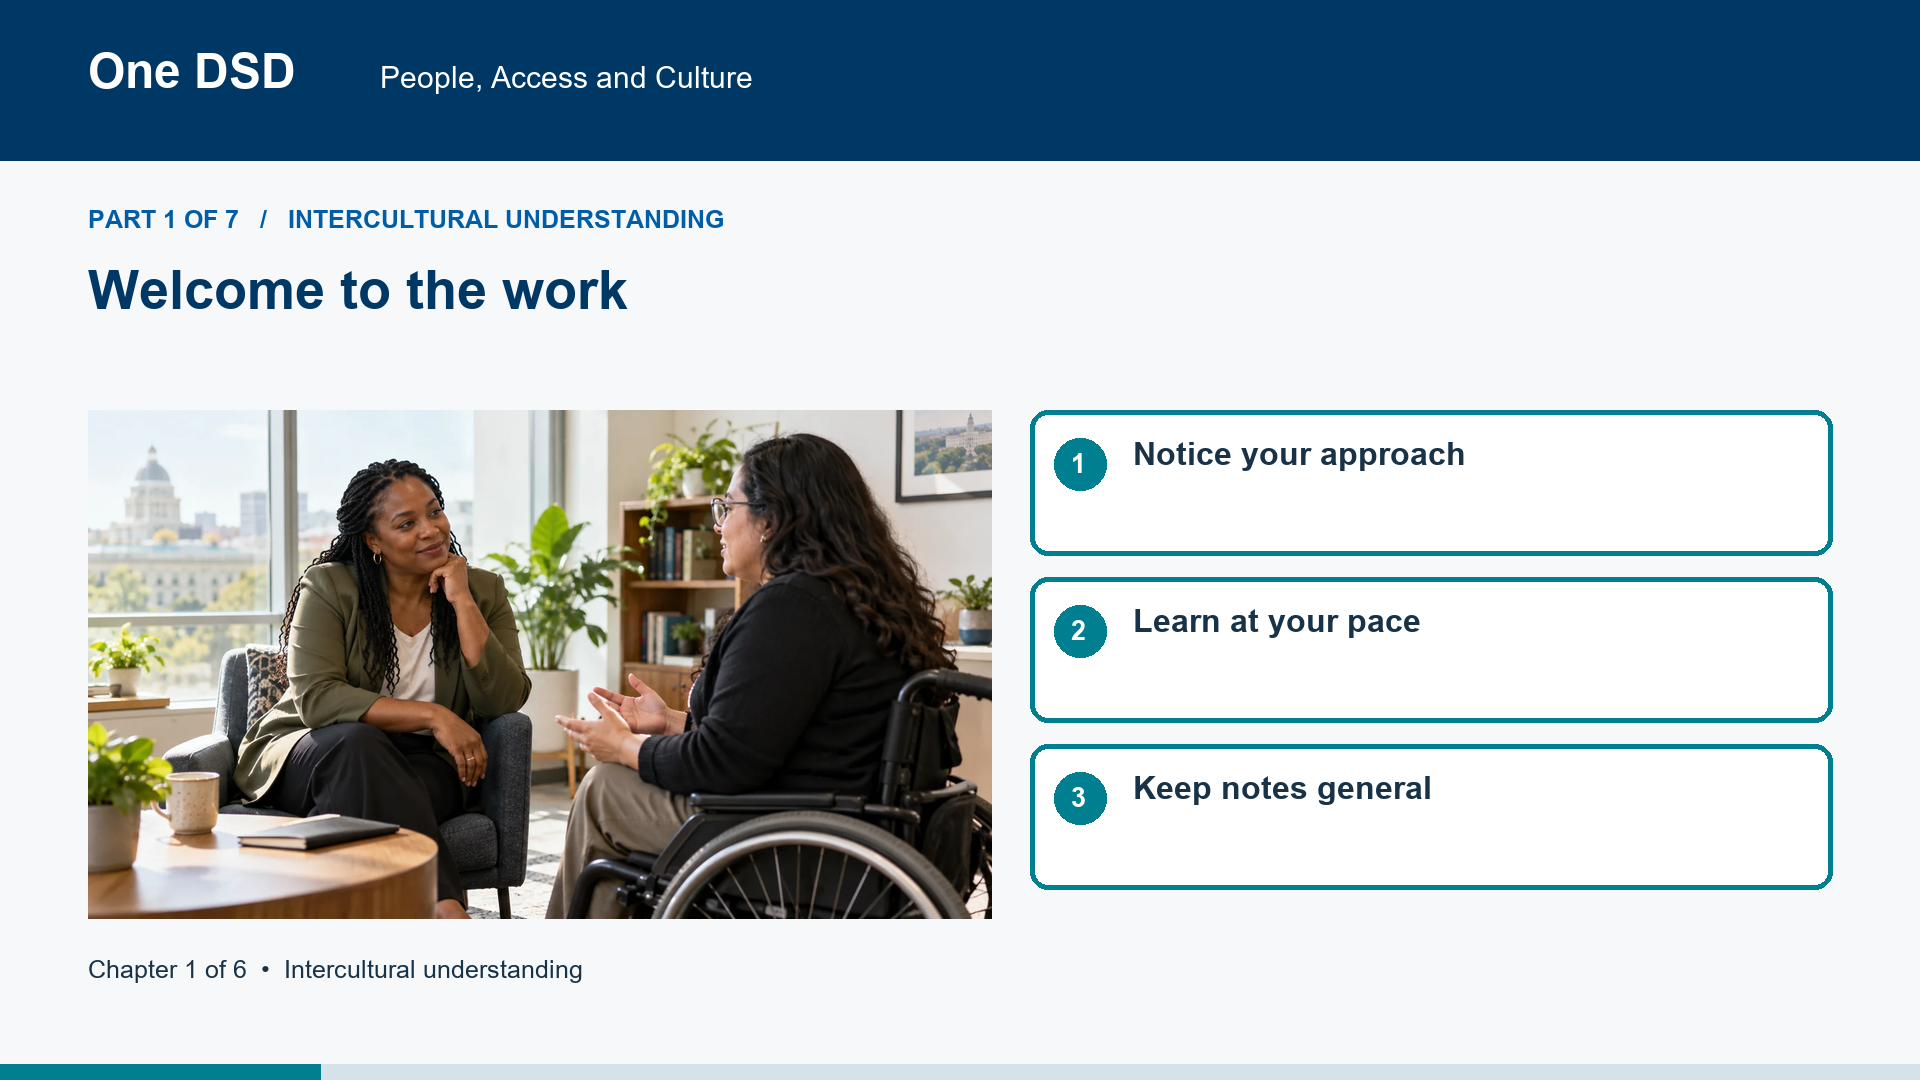 One DSD
People, Access and Culture
PART 1 OF 7 / INTERCULTURAL UNDERSTANDING
Welcome to the work
1 Notice your approach
2 Learn at your pace
3 Keep notes general
Chapter 1 of 6 • Intercultural understanding